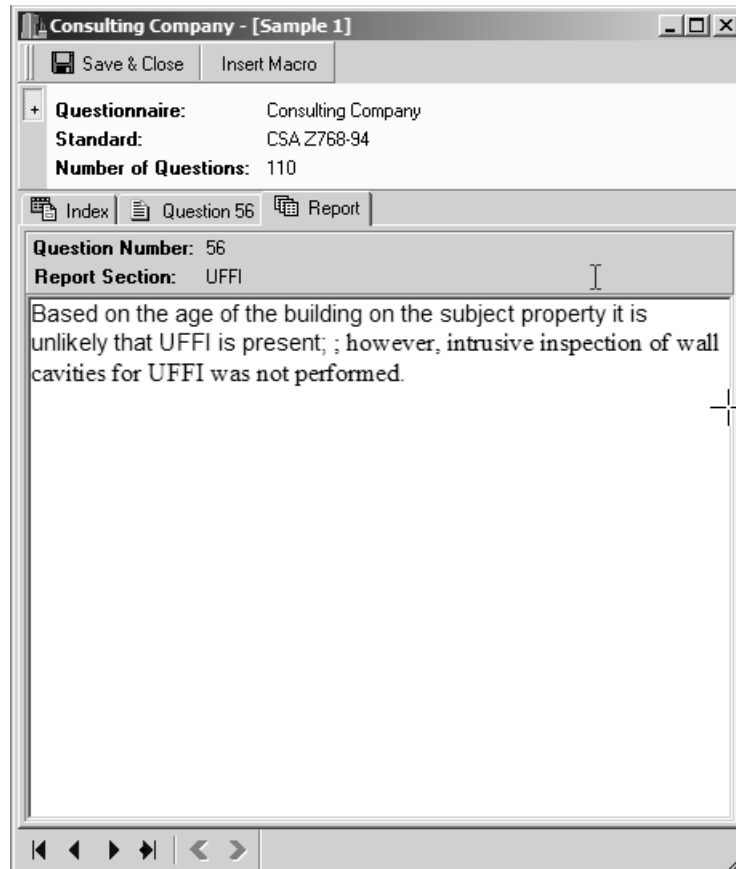 Consulting Company - [Sample 1]
Save & Close Insert Macro
+ Questionnaire: Consulting Company
Standard: CSA Z768-94
Number of Questions: 110
Index Question 56 Report
Question Number: 56
Report Section: UFFI
Based on the age of the building on the subject property it is
unlikely that UFFI is present; ; however, intrusive inspection of wall
cavities for UFFI was not performed.